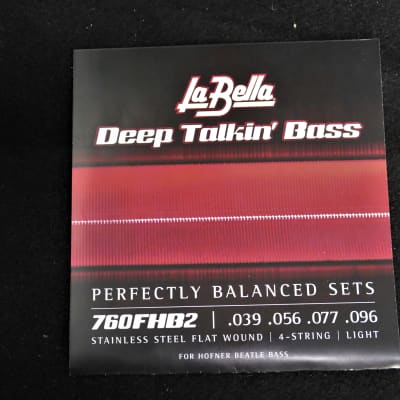 La Bella
Deep Talkin' Bass
PERFECTLY BALANCED SETS
760FHB2 | .039 .056 .077 .096
STAINLESS STEEL FLAT WOUND | 4-STRING | LIGHT
FOR HOFNER BEATLE BASS